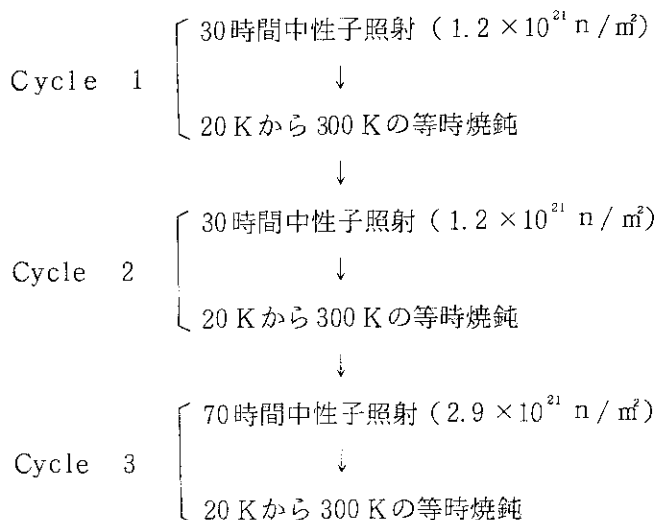 30時間中性子照射 (1.2×10²¹ n/㎡)
Cycle 1
↓
20Kから300Kの等時焼鈍
↓
30時間中性子照射 (1.2×10²¹ n/㎡)
Cycle 2
↓
20Kから300Kの等時焼鈍
↓
70時間中性子照射 (2.9×10²¹ n/㎡)
Cycle 3
↓
20Kから300Kの等時焼鈍